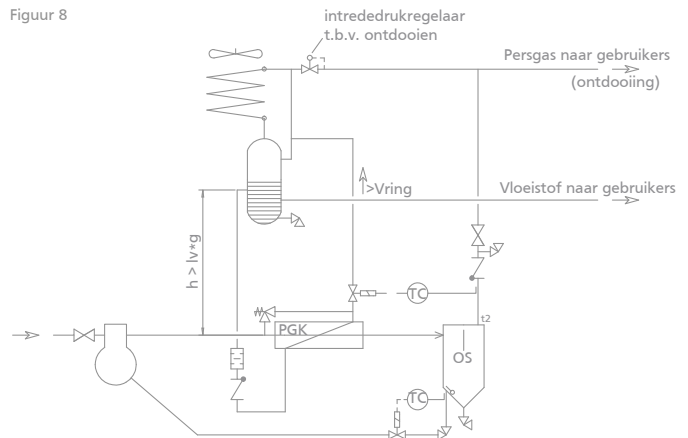 Figuur 8
intrededrukregelaar
t.b.v. ontdooien
Persgas naar gebruikers
(ontdooiing)
>Vring
Vloeistof naar gebruikers
h > lv*g
TC
t2
PGK
OS
TC